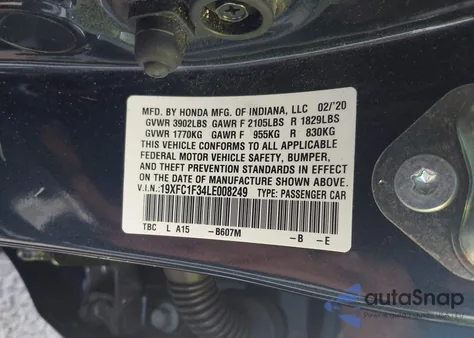 MFD. BY HONDA MFG. OF INDIANA, LLC 02/'20
GVWR 3902LBS GAWR F 2105LBS R 1829LBS
GVWR 1770KG GAWR F 955KG R 830KG
THIS VEHICLE CONFORMS TO ALL APPLICABLE
FEDERAL MOTOR VEHICLE SAFETY, BUMPER,
AND THEFT PREVENTION STANDARDS IN EFFECT
ON THE DATE OF MANUFACTURE SHOWN ABOVE.
V.I.N.: 19XFC1F34LE008249 TYPE: PASSENGER CAR
TBC L A15 -B607M -B -E
autoSnap